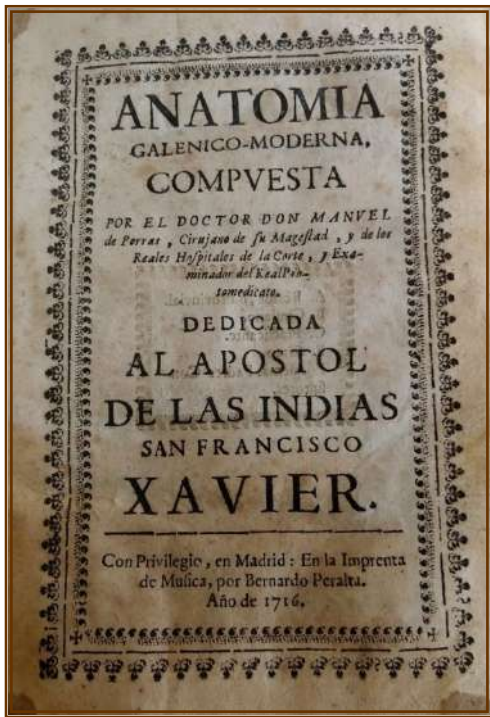 ANATOMIA
GALENICO-MODERNA,
COMPVESTA
POR EL DOCTOR DON MANVEL
de Porras , Cirujano de ſu Mageſtad , y de los
Reales Hoſpitales de la Corte , y Exa-
minador del Real Pro-
tomedicato.
DEDICADA
AL APOSTOL
DE LAS INDIAS
SAN FRANCISCO
XAVIER.
Con Privilegio , en Madrid : En la Imprenta
de Muſica, por Bernardo Peralta.
Año de 1716.